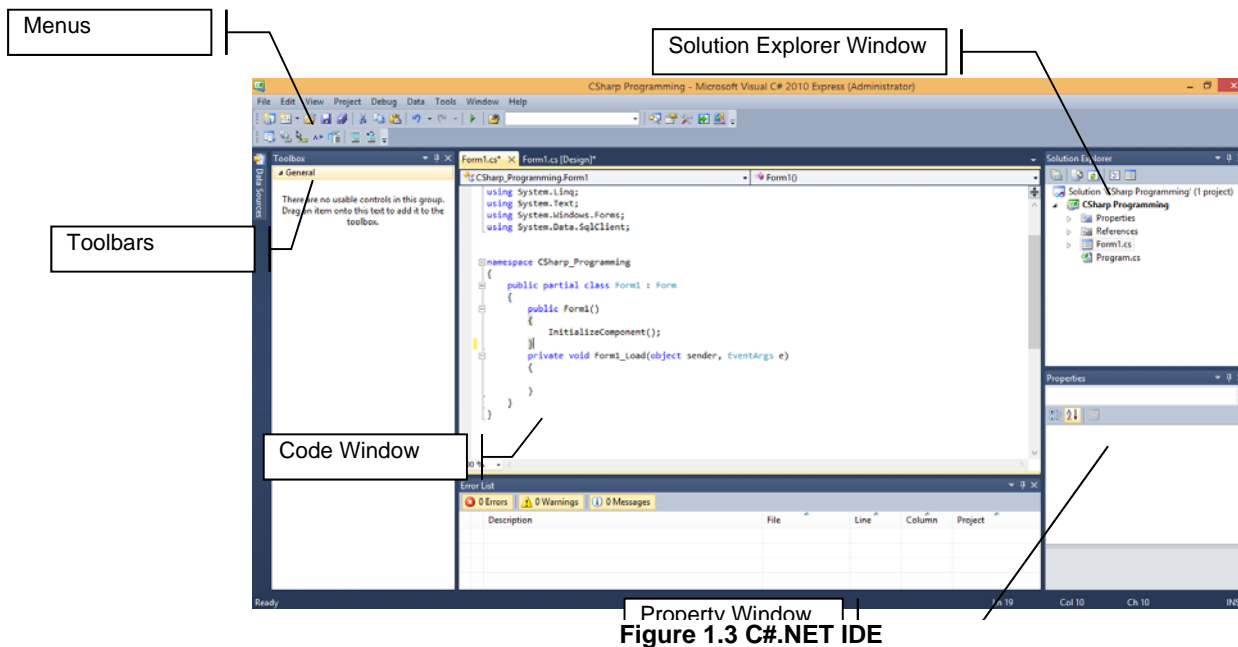 Menus
Solution Explorer Window
CSharp Programming - Microsoft Visual C# 2010 Express (Administrator)
File Edit View Project Debug Data Tools Window Help
Toolbox
General
There are no usable controls in this group.
Drag an item onto this text to add it to the
toolbox.
Data Sources
Toolbars
Form1.cs* Form1.cs [Design]*
CSharp_Programming.Form1 Form1()
using System.Linq;
using System.Text;
using System.Windows.Forms;
using System.Data.SqlClient;
namespace CSharp_Programming
{
public partial class Form1 : Form
{
public Form1()
{
InitializeComponent();
}
private void Form1_Load(object sender, EventArgs e)
{
}
}
}
Code Window
Solution Explorer
Solution 'CSharp Programming' (1 project)
CSharp Programming
Properties
References
Form1.cs
Program.cs
Properties
Error List
0 Errors 0 Warnings 0 Messages
Description File Line Column Project
Property Window
Ready Ln 19 Col 10 Ch 10 INS
Figure 1.3 C#.NET IDE